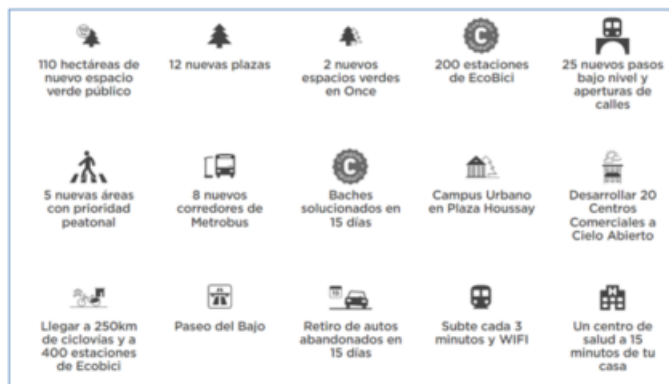 110 hectáreas de
nuevo espacio
verde público
12 nuevas plazas
2 nuevos
espacios verdes
en Once
200 estaciones
de EcoBici
25 nuevos pasos
bajo nivel y
aperturas de
calles
5 nuevas áreas
con prioridad
peatonal
8 nuevos
corredores de
Metrobus
Baches
solucionados en
15 días
Campus Urbano
en Plaza Houssay
Desarrollar 20
Centros
Comerciales a
Cielo Abierto
Llegar a 250km
de ciclovías y a
400 estaciones
de Ecobici
Paseo del Bajo
Retiro de autos
abandonados en
15 días
Subte cada 3
minutos y WIFI
Un centro de
salud a 15
minutos de tu
casa